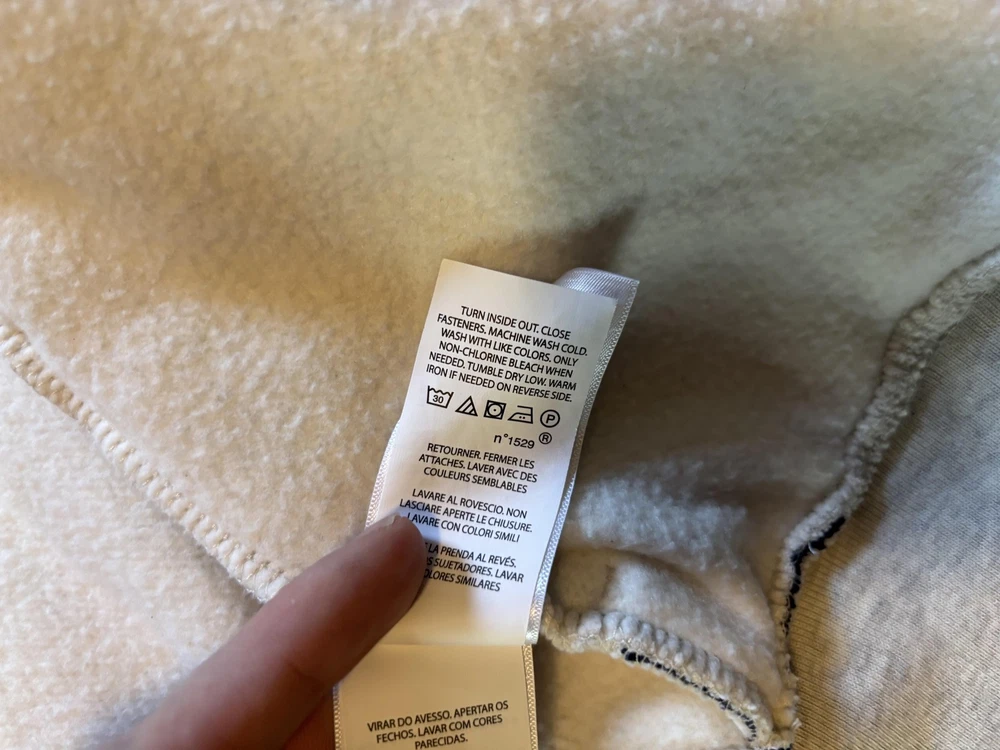 TURN INSIDE OUT. CLOSE
FASTENERS. MACHINE WASH COLD.
WASH WITH LIKE COLORS. ONLY
NON-CHLORINE BLEACH WHEN
NEEDED. TUMBLE DRY LOW. WARM
IRON IF NEEDED ON REVERSE SIDE.
30 P
n°1529 ®
RETOURNER. FERMER LES
ATTACHES. LAVER AVEC DES
COULEURS SEMBLABLES
LAVARE AL ROVESCIO. NON
LASCIARE APERTE LE CHIUSURE.
LAVARE CON COLORI SIMILI
LA PRENDA AL REVÉS.
SUJETADORES. LAVAR
SIMILARES
VIRAR DO AVESSO. APERTAR OS
FECHOS. LAVAR COM CORES
PARECIDAS.